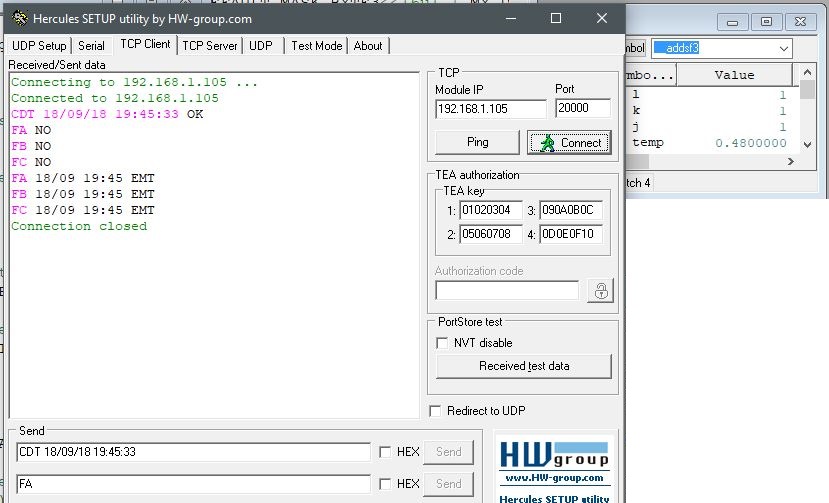 Hercules SETUP utility by HW-group.com
UDP Setup Serial TCP Client TCP Server UDP Test Mode About
Received/Sent data
Connecting to 192.168.1.105 ...
Connected to 192.168.1.105
CDT 18/09/18 19:45:33 OK
FA NO
FB NO
FC NO
FA 18/09 19:45 EMT
FB 18/09 19:45 EMT
FC 18/09 19:45 EMT
Connection closed
TCP
Module IP Port
192.168.1.105 20000
Ping Connect
TEA authorization
TEA key
1: 01020304 3: 090A0B0C
2: 05060708 4: 0D0E0F10
Authorization code
PortStore test
NVT disable
Received test data
Redirect to UDP
Send
CDT 18/09/18 19:45:33 HEX Send
FA HEX Send
HW group
www.HW-group.com
Hercules SETUP utility
mbol __addsf3
mbo... Value
l 1
k 1
j 1
temp 0.4800000
tch 4